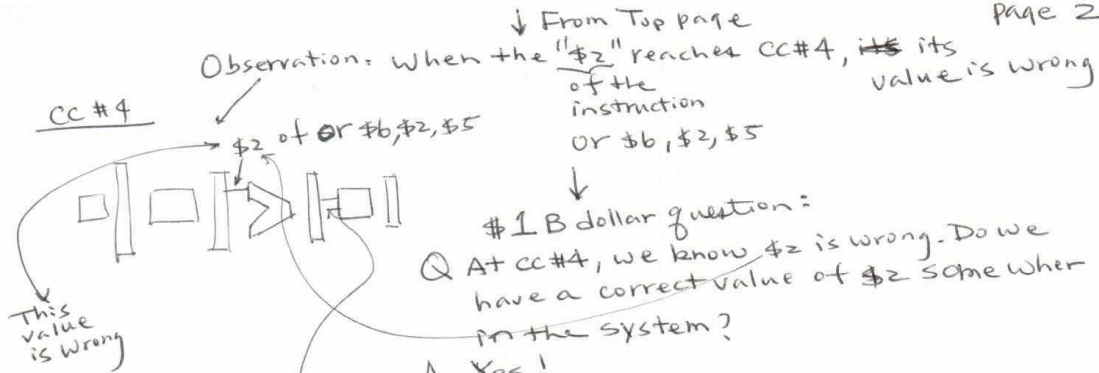 ↓ From Top page
page 2
Observation: when the "$2" reaches CC#4, its its
value is wrong
of the
instruction
or $6, $2, $5
CC #4
$2 of or $6, $2, $5
$1 B dollar question:
Q At CC#4, we know $2 is wrong. Do we
have a correct value of $2 some wher
in the system?
This
value
is wrong
A Yes!